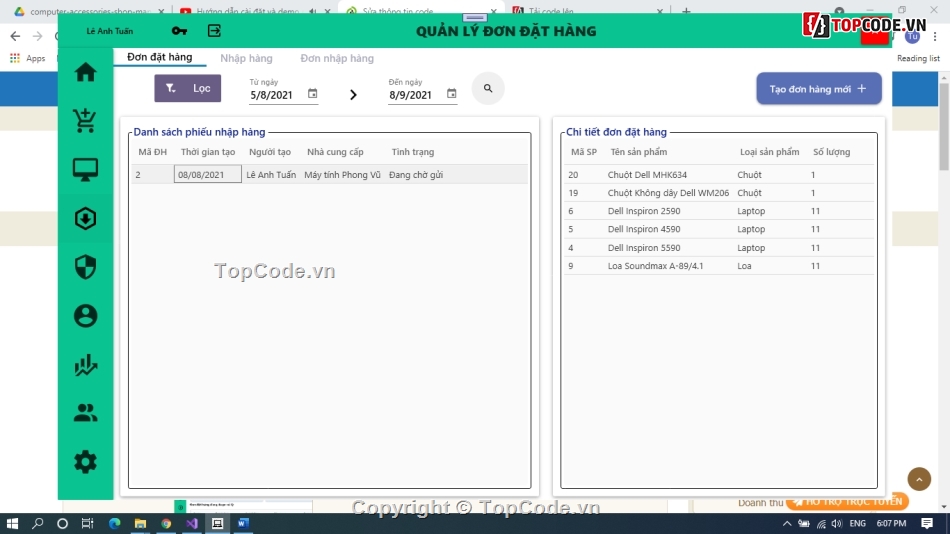 computer-accessories-shop-ma
Hướng dẫn cài đặt và dem
Sửa thông tin code
Tải code lên
Lê Anh Tuấn
QUẢN LÝ ĐƠN ĐẶT HÀNG
TOPCODE.VN
Tu
Apps
Reading list
Đơn đặt hàng
Nhập hàng
Đơn nhập hàng
Lọc
Từ ngày
5/8/2021
Đến ngày
8/9/2021
Tạo đơn hàng mới +
Danh sách phiếu nhập hàng
Mã ĐH Thời gian tạo Người tạo Nhà cung cấp Tình trạng
2 08/08/2021 Lê Anh Tuấn Máy tính Phong Vũ Đang chờ gửi
Chi tiết đơn đặt hàng
Mã SP Tên sản phẩm Loại sản phẩm Số lượng
20 Chuột Dell MHK634 Chuột 1
19 Chuột Không dây Dell WM206 Chuột 1
6 Dell Inspiron 2590 Laptop 11
5 Dell Inspiron 4590 Laptop 11
4 Dell Inspiron 5590 Laptop 11
9 Loa Soundmax A-89/4.1 Loa 11
TopCode.vn
Copyright © TopCode.vn
Doanh thu
HỖ TRỢ TRỰC TUYẾN
ENG
6:07 PM